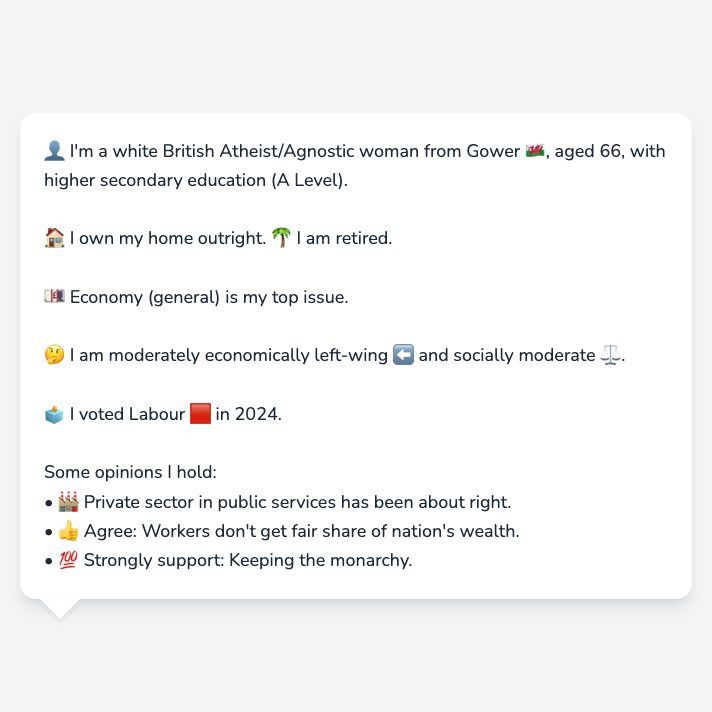 👤 I'm a white British Atheist/Agnostic woman from Gower 🏴󠁧󠁢󠁷󠁬󠁳󠁿, aged 66, with
higher secondary education (A Level).
🏠 I own my home outright. 🌴 I am retired.
💷 Economy (general) is my top issue.
🤔 I am moderately economically left-wing ⬅️ and socially moderate ⚖️.
🗳️ I voted Labour 🟥 in 2024.
Some opinions I hold:
• 🏭 Private sector in public services has been about right.
• 👍 Agree: Workers don't get fair share of nation's wealth.
• 💯 Strongly support: Keeping the monarchy.